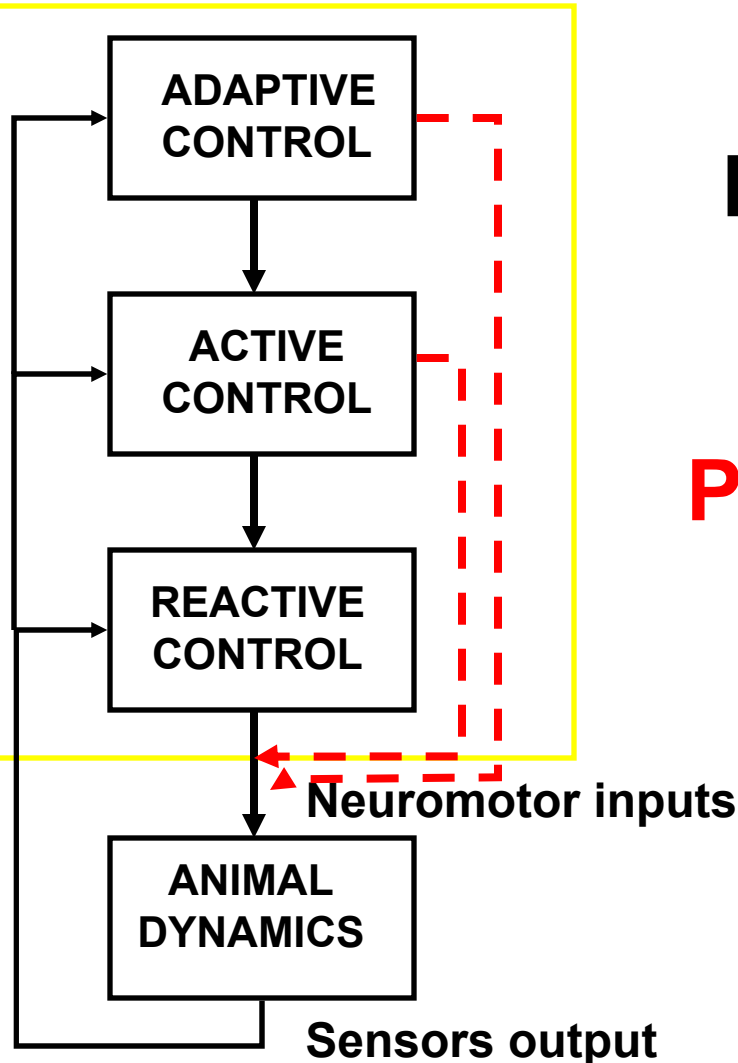 ADAPTIVE
CONTROL
ACTIVE
CONTROL
P
REACTIVE
CONTROL
Neuromotor inputs
ANIMAL
DYNAMICS
Sensors output